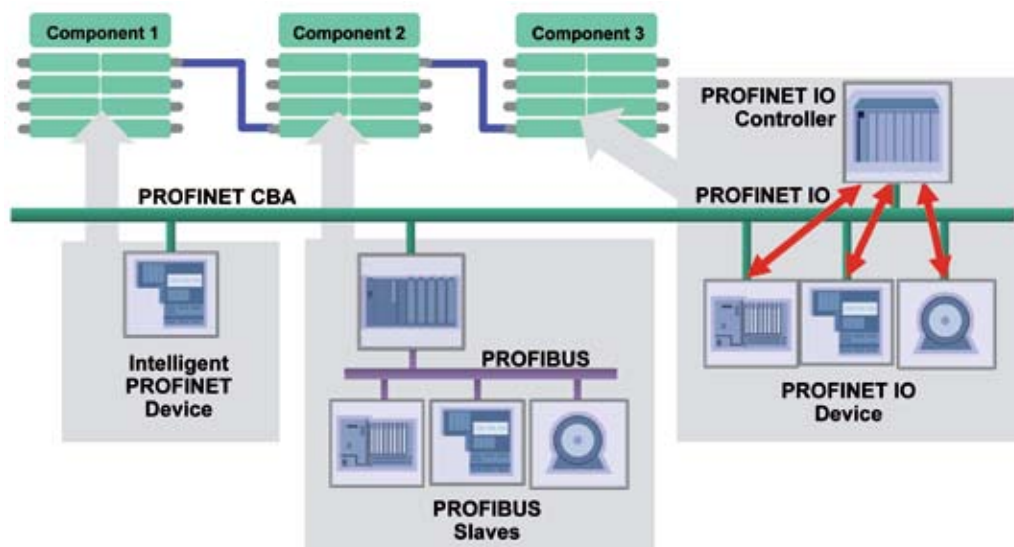 Component 1
Component 2
Component 3
PROFINET IO
Controller
PROFINET CBA
PROFINET IO
Intelligent
PROFINET
Device
PROFIBUS
PROFIBUS
Slaves
PROFINET IO
Device